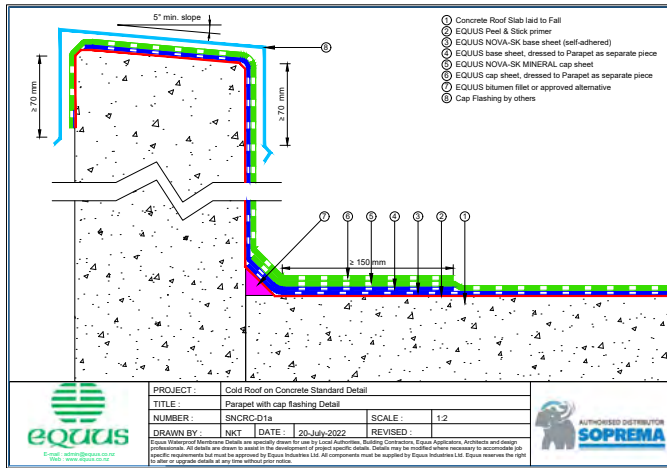 5° min. slope
8
≥ 70 mm
≥ 70 mm
1 Concrete Roof Slab laid to Fall
2 EQUUS Peel & Stick primer
3 EQUUS NOVA-SK base sheet (self-adhered)
4 EQUUS base sheet, dressed to Parapet as separate piece
5 EQUUS NOVA-SK MINERAL cap sheet
6 EQUUS cap sheet, dressed to Parapet as separate piece
7 EQUUS bitumen fillet or approved alternative
8 Cap Flashing by others
7 6 5 4 3 2 1
≥ 150 mm
equus
E-mail : admin@equus.co.nz
Web : www.equus.co.nz
PROJECT : Cold Roof on Concrete Standard Detail
TITLE : Parapet with cap flashing Detail
NUMBER : SNCRC-D1a SCALE : 1:2
DRAWN BY : NKT DATE : 20-July-2022 REVISED :
Equus Waterproof Membrane Details are specially drawn for use by Local Authorities, Building Contractors, Equus Applicators, Architects and design
professionals. All details are drawn to assist in the development of project specific details. Details may be modified where necessary to accomodate job
specific requirements but must be approved by Equus Industries Ltd. All components must be supplied by Equus Industries Ltd. Equus reserves the right
to alter or upgrade details at any time without prior notice.
AUTHORISED DISTRIBUTOR
SOPREMA